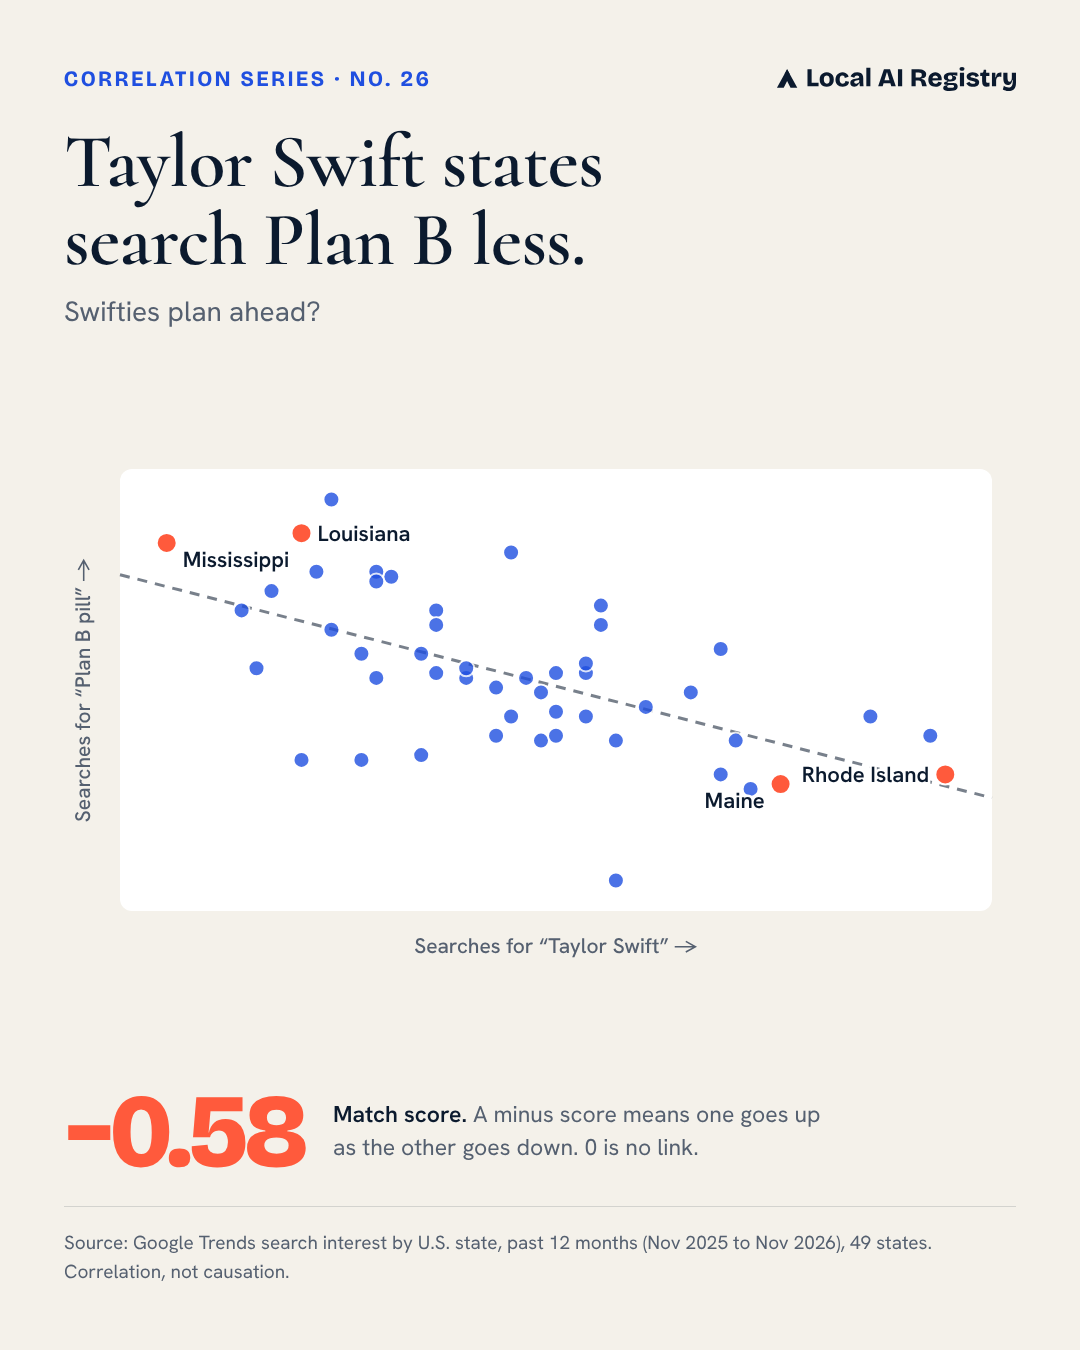 CORRELATION SERIES · NO. 26
Local AI Registry
Taylor Swift states
search Plan B less.
Swifties plan ahead?
Searches for “Plan B pill” →
Louisiana
Mississippi
Rhode Island
Maine
Searches for “Taylor Swift” →
−0.58
Match score. A minus score means one goes up
as the other goes down. 0 is no link.
Source: Google Trends search interest by U.S. state, past 12 months (Nov 2025 to Nov 2026), 49 states.
Correlation, not causation.